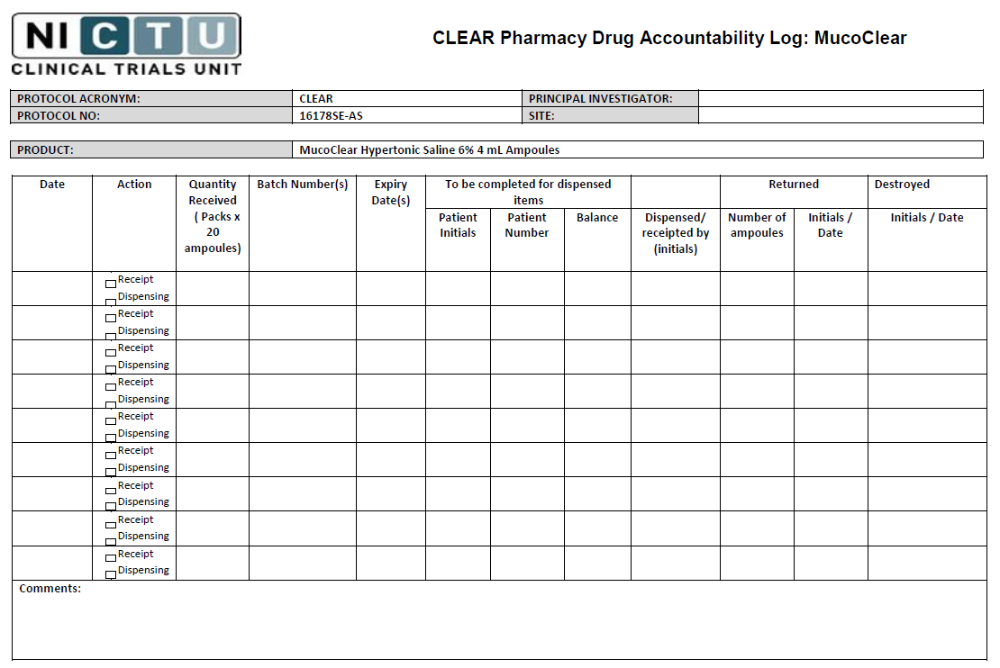 NI C T U
CLINICAL TRIALS UNIT
CLEAR Pharmacy Drug Accountability Log: MucoClear
PROTOCOL ACRONYM: CLEAR PRINCIPAL INVESTIGATOR:
PROTOCOL NO: 16178SE-AS SITE:
PRODUCT: MucoClear Hypertonic Saline 6% 4 mL Ampoules
Date
Action
Quantity
Received
( Packs x
20
ampoules)
Batch Number(s)
Expiry
Date(s)
To be completed for dispensed
items
Patient
Initials
Patient
Number
Balance
Dispensed/
receipted by
(initials)
Returned
Number of
ampoules
Initials /
Date
Destroyed
Initials / Date
Receipt
Dispensing
Receipt
Dispensing
Receipt
Dispensing
Receipt
Dispensing
Receipt
Dispensing
Receipt
Dispensing
Receipt
Dispensing
Receipt
Dispensing
Receipt
Dispensing
Comments: